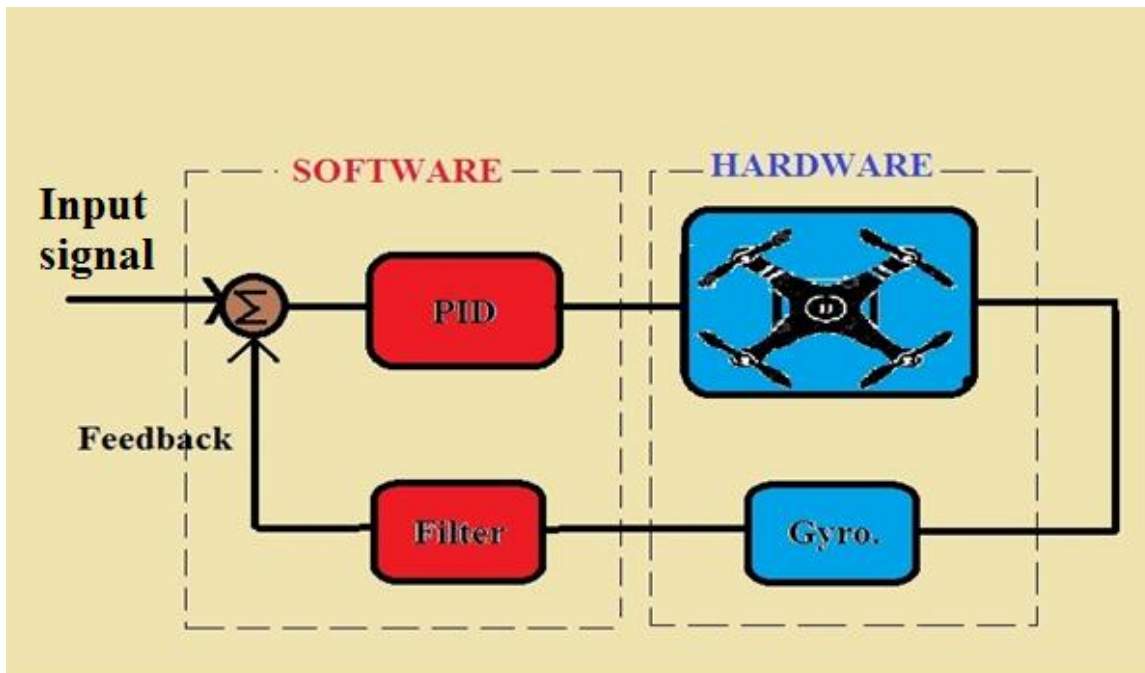 SOFTWARE
HARDWARE
Input
signal
Σ
PID
Feedback
Filter
Gyro.